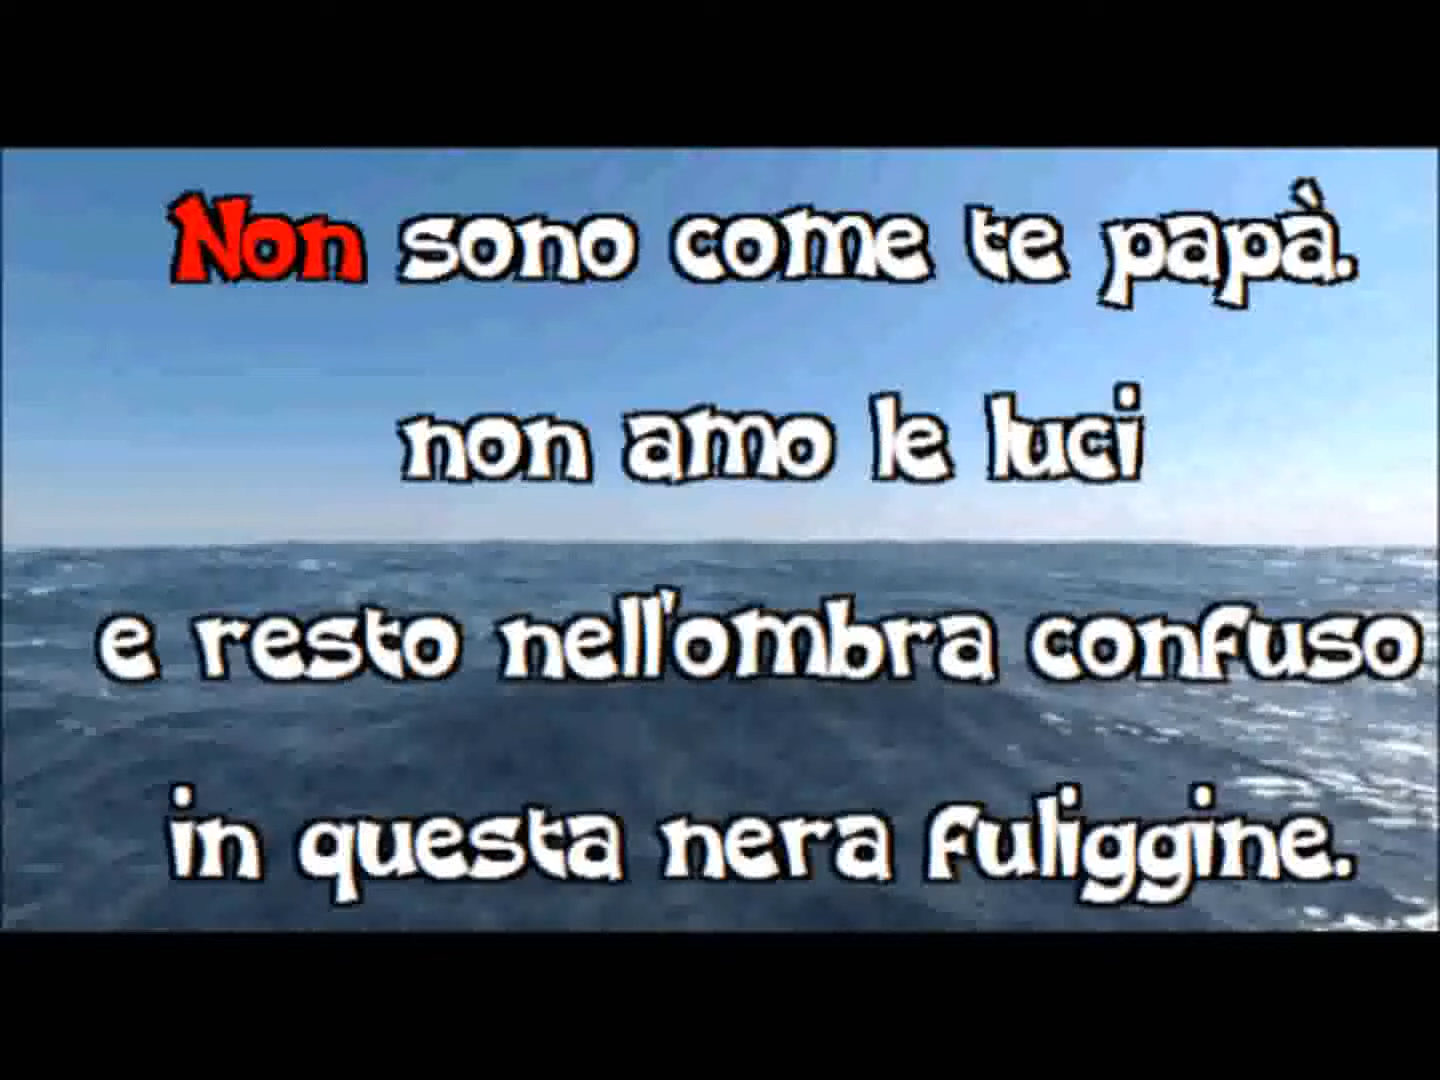 Non sono come te papà.
non amo le luci
e resto nell'ombra confuso
in questa nera fuliggine.